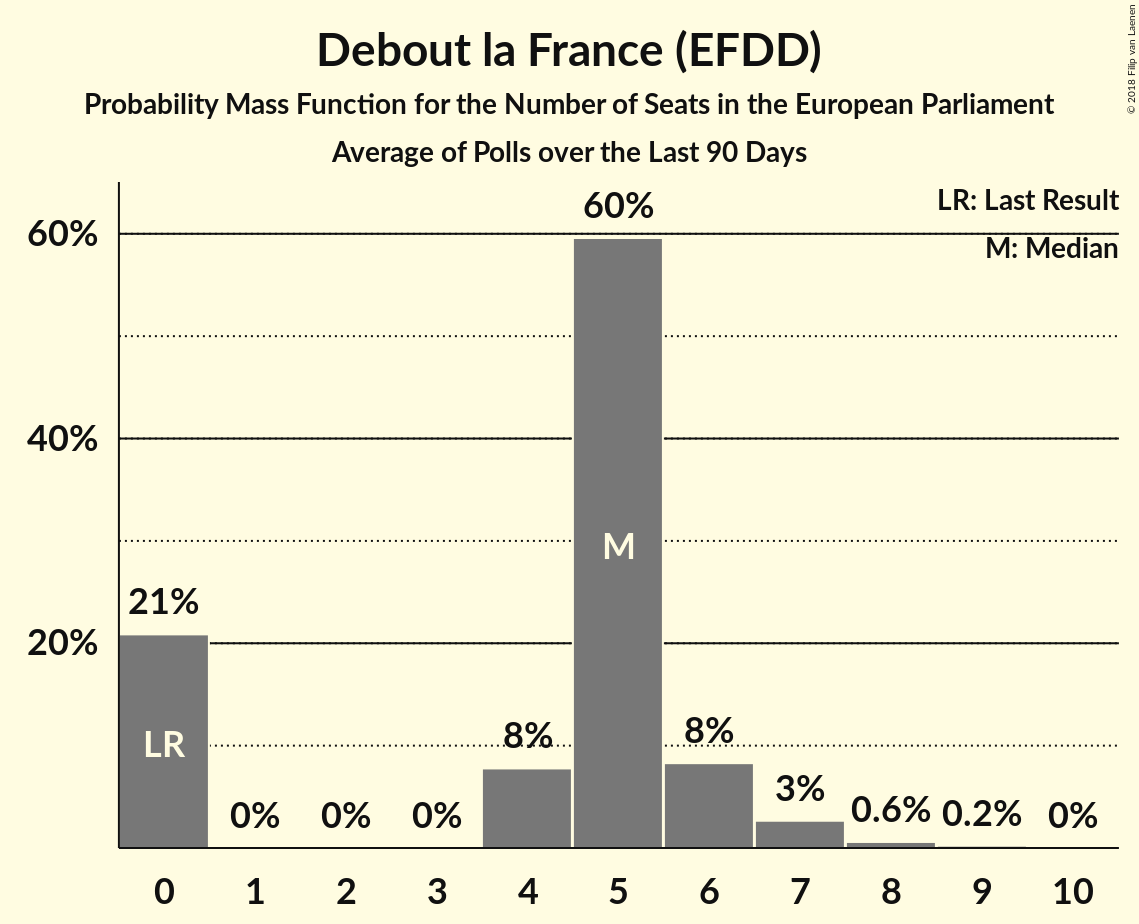 Debout la France (EFDD)
Probability Mass Function for the Number of Seats in the European Parliament
Average of Polls over the Last 90 Days
© 2018 Filip van Laenen
LR: Last Result
M: Median
60%
40%
20%
21%
0%
0%
0%
8%
60%
8%
3%
0.6%
0.2%
0%
LR
M
0 1 2 3 4 5 6 7 8 9 10